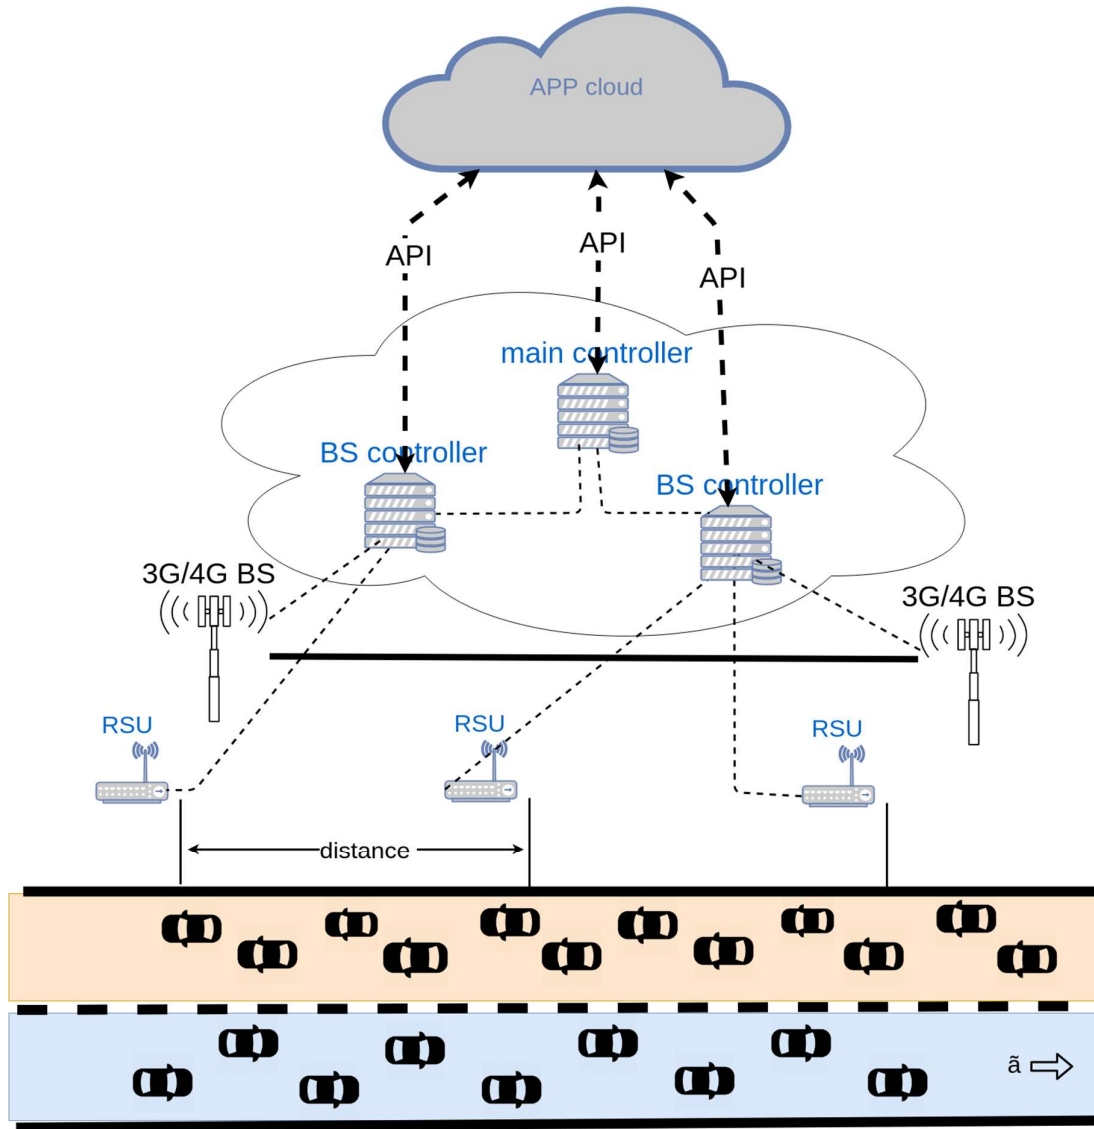 APP cloud
API
API
API
main controller
BS controller
BS controller
3G/4G BS
3G/4G BS
RSU
RSU
RSU
distance
ã